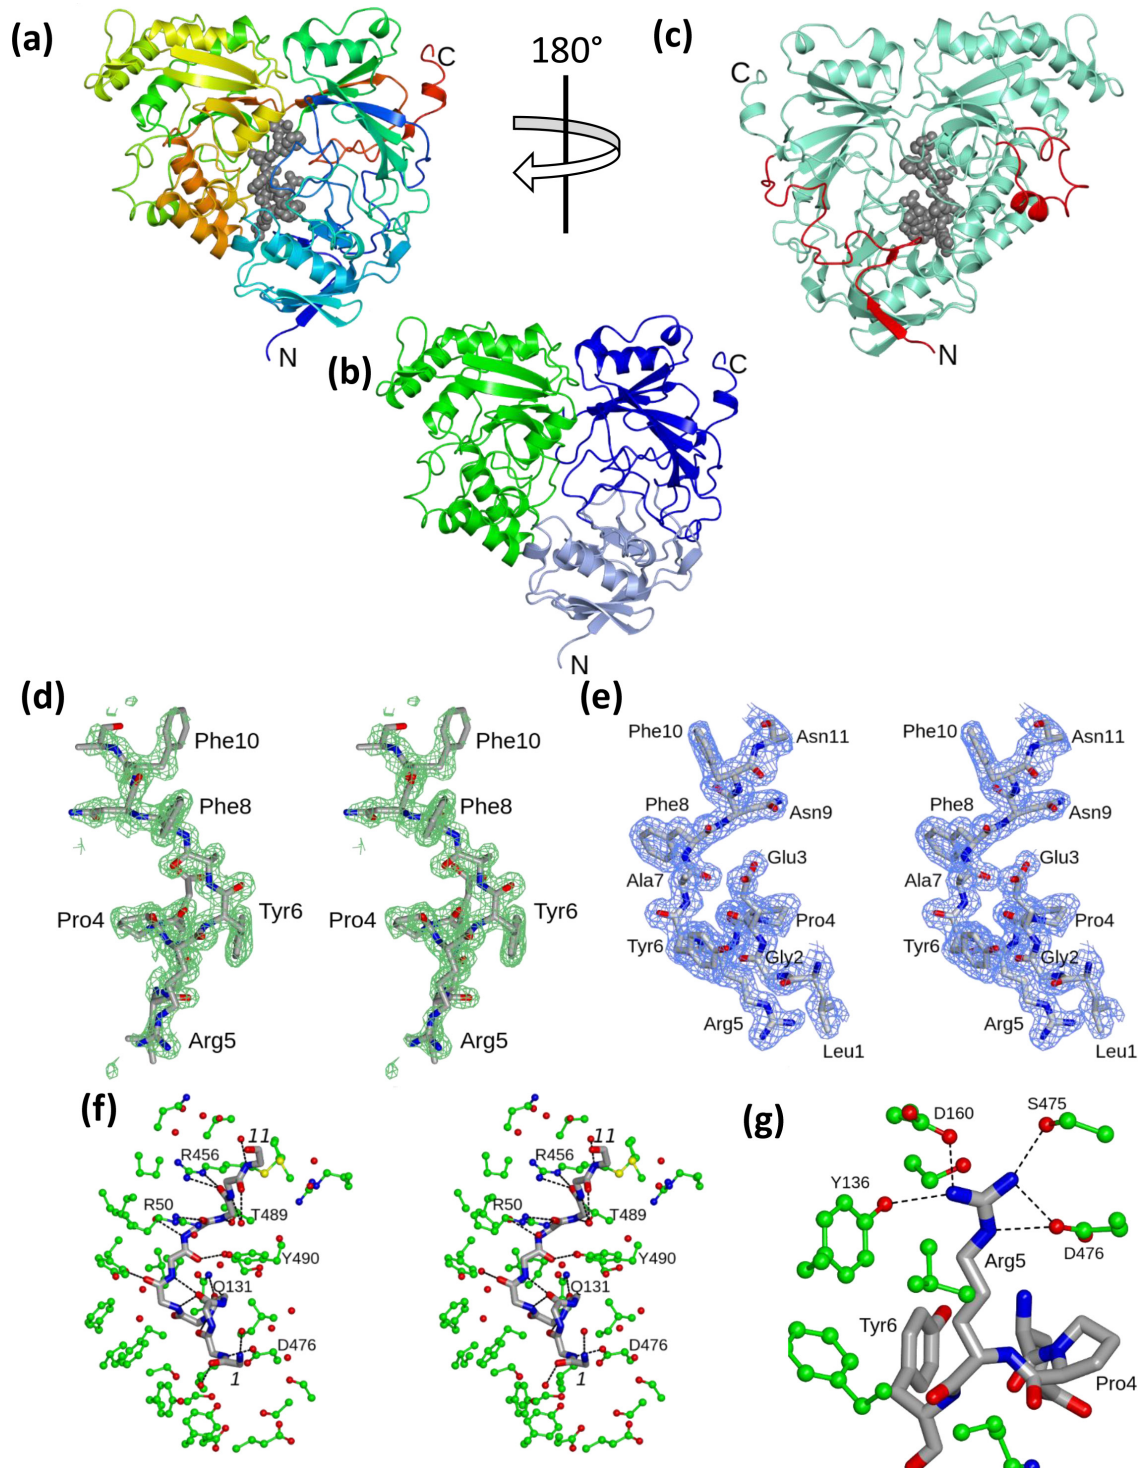 (a)
C
N
180°
(c)
C
N
(b)
C
N
(d)
Phe10
Phe8
Pro4
Tyr6
Arg5
Phe10
Phe8
Pro4
Tyr6
Arg5
(e)
Phe10
Asn11
Phe8
Asn9
Glu3
Ala7
Pro4
Tyr6
Gly2
Arg5
Leu1
Phe10
Asn11
Phe8
Asn9
Glu3
Ala7
Pro4
Tyr6
Gly2
Arg5
Leu1
(f)
11
R456
R50
T489
Y490
Q131
D476
1
11
R456
R50
T489
Y490
Q131
D476
1
(g)
D160
S475
Y136
D476
Arg5
Tyr6
Pro4